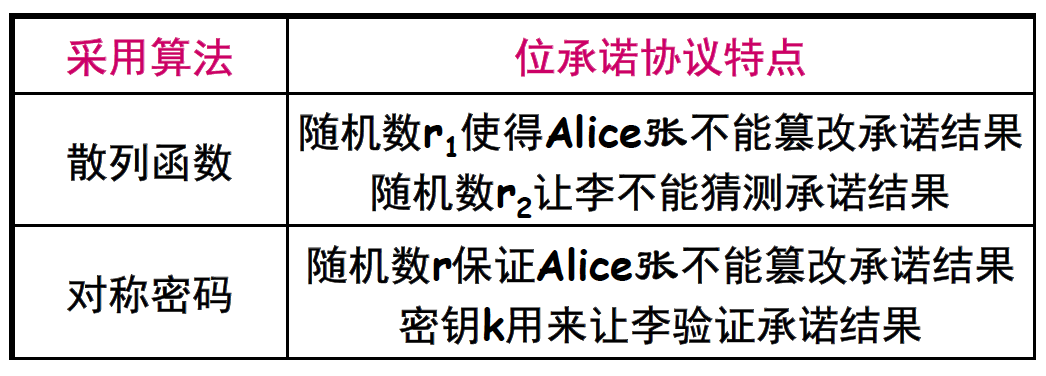 采用算法
位承诺协议特点
散列函数
随机数r₁使得Alice张不能篡改承诺结果
随机数r₂让李不能猜测承诺结果
对称密码
随机数r保证Alice张不能篡改承诺结果
密钥k用来让李验证承诺结果